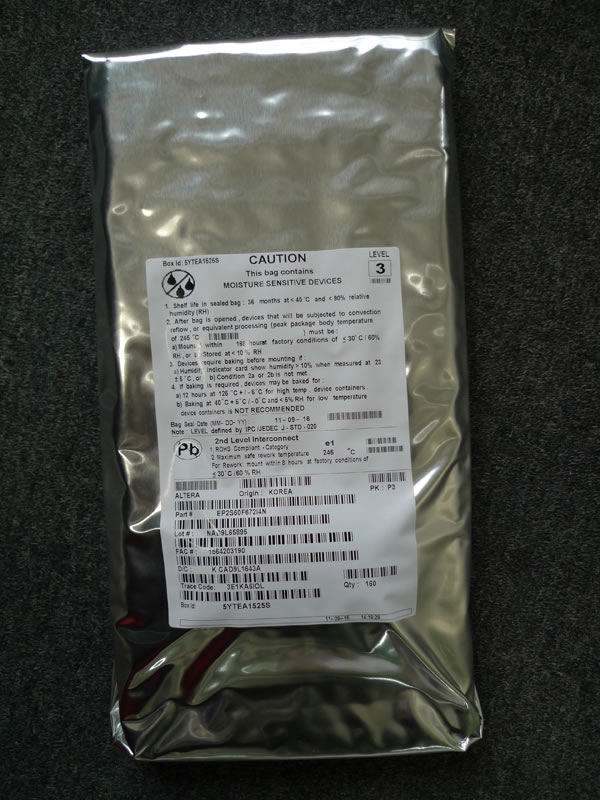 Box Id: 5YTEA1525S
CAUTION
LEVEL
3
This bag contains
MOISTURE SENSITIVE DEVICES
1. Shelf life in sealed bag : 36 months at < 40°C and < 90% relative
humidity (RH)
2. After bag is opened, devices that will be subjected to convection
reflow, or equivalent processing (peak package body temperature
of 245°C ) must be :
a) Mounted within 168 hours at factory conditions of ≤ 30°C / 60%
RH, or b) Stored at < 10 % RH
3. Devices require baking before mounting if :
a) Humidity indicator card show humidity > 10% when measured at 23
± 5°C, or b) Condition 2a or 2b is not met
4. If baking is required, devices may be baked for :
a) 12 hours at 125°C + / - 5°C for high temp. device containers
b) Baking at 40°C + 5°C / - 0°C and < 5% RH for low temperature
device containers is NOT RECOMMENDED
Bag Seal Date (MM- DD- YY) 11-09-16
Note : LEVEL defined by IPC /JEDEC J - STD - 020
Pb
2nd Level Interconnect e1
1. ROHS Compliant - Category
2. Maximum safe rework temperature 245 °C
For Rework, mount within 8 hours at factory conditions of
≤ 30°C / 60 % RH
ALTERA Origin : KOREA PK : P3
Part # EP2S60F672I4N
Lot # :
FAC # : 1664203190
D/C : K CAD9L1643A
Trace Code: Qty : 160
Box Id: 5YTEA1525S
11-09-16